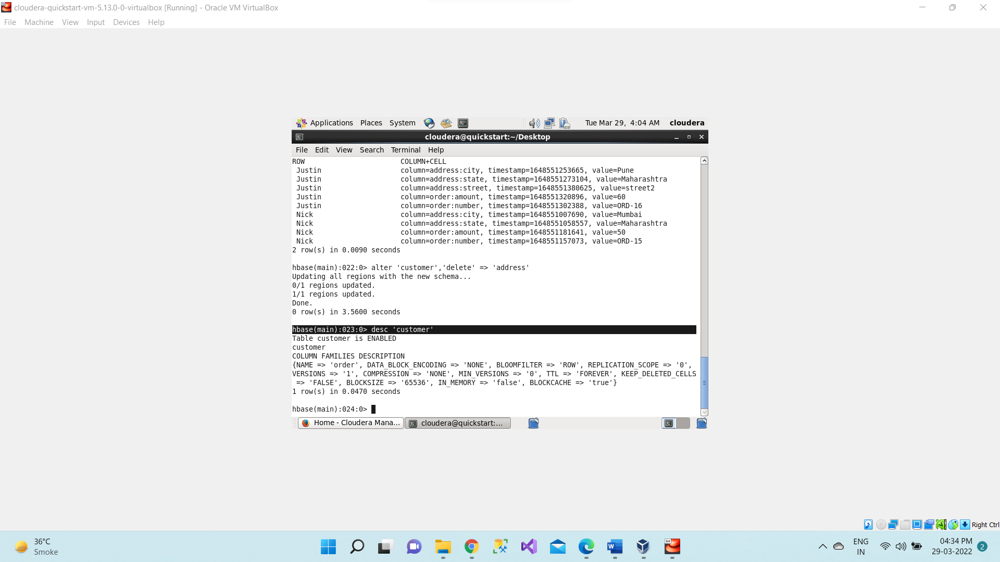 cloudera-quickstart-vm-5.13.0-0-virtualbox [Running] - Oracle VM VirtualBox
File Machine View Input Devices Help
Applications Places System Tue Mar 29, 4:04 AM cloudera
cloudera@quickstart:~/Desktop
File Edit View Search Terminal Help
ROW COLUMN+CELL
Justin column=address:city, timestamp=1648551253665, value=Pune
Justin column=address:state, timestamp=1648551273104, value=Maharashtra
Justin column=address:street, timestamp=1648551380625, value=street2
Justin column=order:amount, timestamp=1648551320896, value=60
Justin column=order:number, timestamp=1648551302388, value=ORD-16
Nick column=address:city, timestamp=1648551007690, value=Mumbai
Nick column=address:state, timestamp=1648551058557, value=Maharashtra
Nick column=order:amount, timestamp=1648551181641, value=50
Nick column=order:number, timestamp=1648551157073, value=ORD-15
2 row(s) in 0.0090 seconds
hbase(main):022:0> alter 'customer','delete' => 'address'
Updating all regions with the new schema...
0/1 regions updated.
1/1 regions updated.
Done.
0 row(s) in 3.5600 seconds
hbase(main):023:0> desc 'customer'
Table customer is ENABLED
customer
COLUMN FAMILIES DESCRIPTION
{NAME => 'order', DATA_BLOCK_ENCODING => 'NONE', BLOOMFILTER => 'ROW', REPLICATION_SCOPE => '0',
VERSIONS => '1', COMPRESSION => 'NONE', MIN_VERSIONS => '0', TTL => 'FOREVER', KEEP_DELETED_CELLS
=> 'FALSE', BLOCKSIZE => '65536', IN_MEMORY => 'false', BLOCKCACHE => 'true'}
1 row(s) in 0.0470 seconds
hbase(main):024:0>
Home - Cloudera Mana... cloudera@quickstart:...
Right Ctrl
36°C
Smoke
ENG
IN
04:34 PM
29-03-2022
2